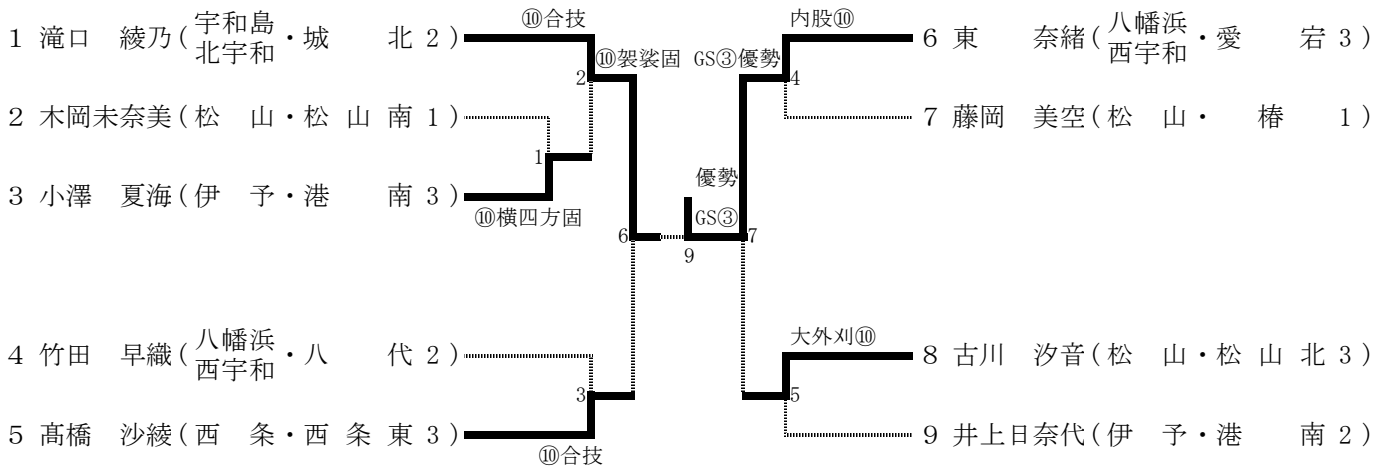 ⑩合技
内股⑩
1 滝口　綾乃(宇和島北宇和・城　北 2)
6 東　奈緒(八幡浜西宇和・愛　宕 3)
⑩袈裟固 GS③優勢
2
4
2 木岡未奈美(松　山・松 山 南 1)
7 藤岡　美空(松　山・　椿　1)
1
優勢
3 小澤　夏海(伊　予・港　南 3)
⑩横四方固
GS③
6
7
9
大外刈⑩
4 竹田　早織(八幡浜西宇和・八　代 2)
8 古川　汐音(松　山・松 山 北 3)
3
5
5 髙橋　沙綾(西　条・西 条 東 3)
9 井上日奈代(伊　予・港　南 2)
⑩合技